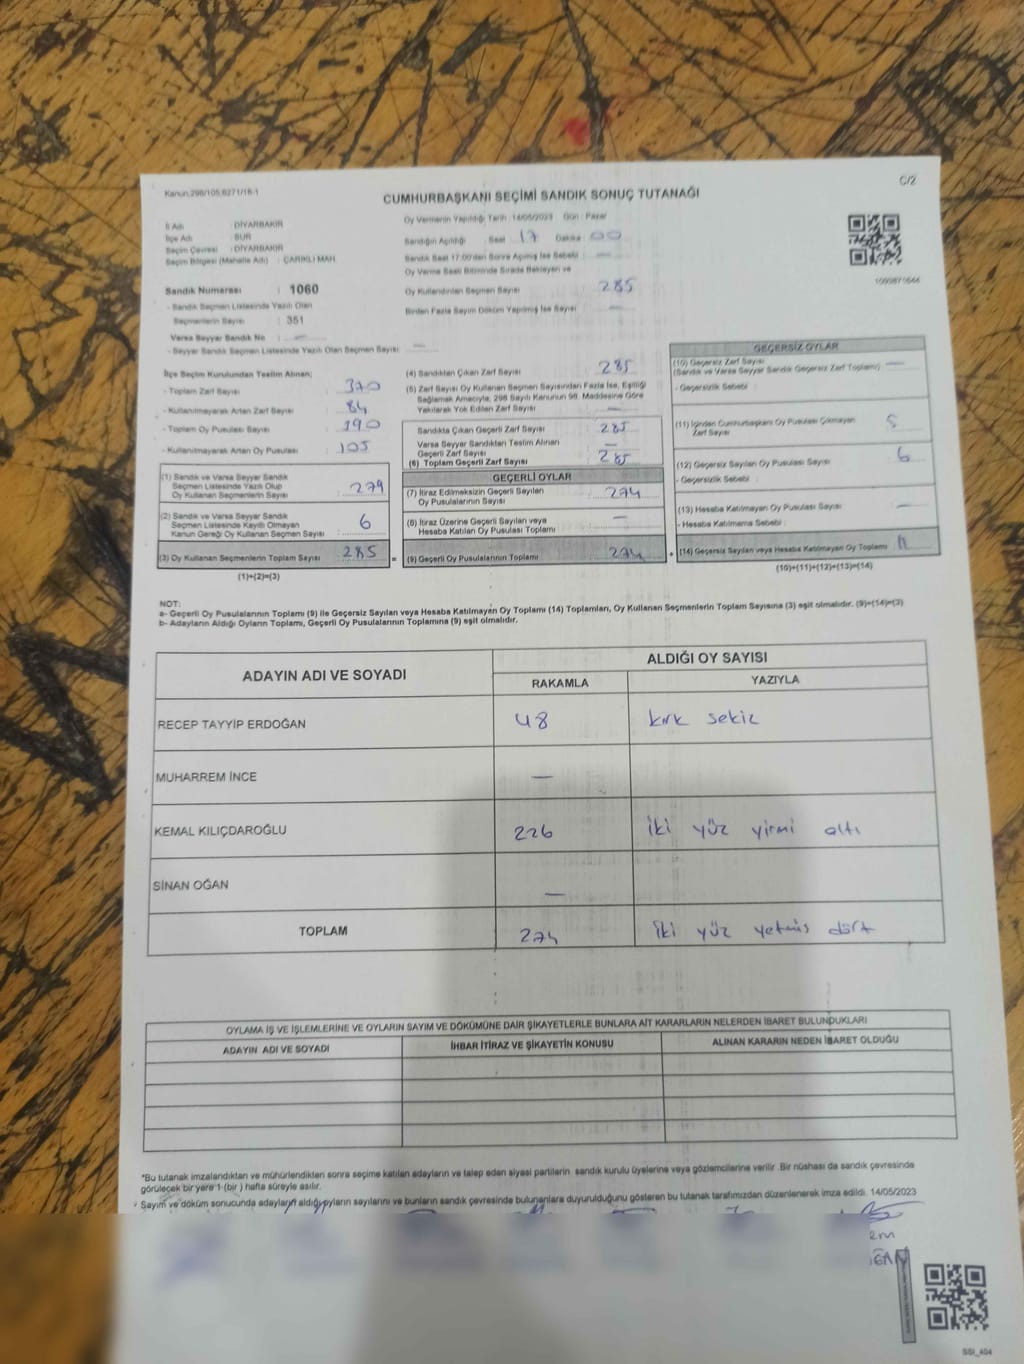 Kanun:298/105,6271/16-1
C/2
CUMHURBAŞKANI SEÇİMİ SANDIK SONUÇ TUTANAĞI
İl Adı : DİYARBAKIR
İlçe Adı : SUR
Seçim Çevresi : DİYARBAKIR
Seçim Bölgesi (Mahalle Adı) : ÇARIKLI MAH.
Sandık Numarası : 1060
- Sandık Seçmen Listesinde Yazılı Olan
Seçmenlerin Sayısı : 351
Varsa Seyyar Sandık No : —
- Seyyar Sandık Seçmen Listesinde Yazılı Olan Seçmen Sayısı: —
Oy Vermenin Yapıldığı Tarih : 14/05/2023 Gün : Pazar
Sandığın Açıldığı Saat 17 Dakika 00
Sandık Saat 17:00'den Sonra Açılmış İse Sebebi : —
Oy Verme Saati Bitiminde Sırada Bekleyen ve
Oy Kullandırılan Seçmen Sayısı 285
Birden Fazla Sayım Döküm Yapılmış İse Sayısı : —
İlçe Seçim Kurulundan Teslim Alınan;
- Toplam Zarf Sayısı : 370
- Kullanılmayarak Artan Zarf Sayısı : 84
- Toplam Oy Pusulası Sayısı : 390
- Kullanılmayarak Artan Oy Pusulası : 105
(1) Sandık ve Varsa Seyyar Sandık
Seçmen Listesinde Yazılı Olup
Oy Kullanan Seçmenlerin Sayısı : 279
(2) Sandık ve Varsa Seyyar Sandık
Seçmen Listesinde Kayıtlı Olmayan
Kanun Gereği Oy Kullanan Seçmen Sayısı : 6
(3) Oy Kullanan Seçmenlerin Toplam Sayısı : 285 =
(1)+(2)=(3)
(4) Sandıktan Çıkan Zarf Sayısı : 285
(5) Zarf Sayısı Oy Kullanan Seçmen Sayısından Fazla İse, Eşitliği
Sağlamak Amacıyla, 298 Sayılı Kanunun 98. Maddesine Göre
Yakılarak Yok Edilen Zarf Sayısı : —
Sandıkta Çıkan Geçerli Zarf Sayısı : 285
Varsa Seyyar Sandıktan Teslim Alınan
Geçerli Zarf Sayısı : —
(6) Toplam Geçerli Zarf Sayısı : 285
GEÇERLİ OYLAR
(7) İtiraz Edilmeksizin Geçerli Sayılan
Oy Pusulalarının Sayısı : 274
(8) İtiraz Üzerine Geçerli Sayılan veya
Hesaba Katılan Oy Pusulası Toplamı : —
(9) Geçerli Oy Pusulalarının Toplamı : 274 +
GEÇERSİZ OYLAR
(10) Geçersiz Zarf Sayısı
(Sandık ve Varsa Seyyar Sandık Geçersiz Zarf Toplamı) : —
- Geçersizlik Sebebi :
(11) İçinden Cumhurbaşkanı Oy Pusulası Çıkmayan
Zarf Sayısı : 5
(12) Geçersiz Sayılan Oy Pusulası Sayısı : 6
- Geçersizlik Sebebi :
(13) Hesaba Katılmayan Oy Pusulası Sayısı : —
- Hesaba Katılmama Sebebi :
(14) Geçersiz Sayılan veya Hesaba Katılmayan Oy Toplamı : 11
(10)+(11)+(12)+(13)=(14)
NOT:
a- Geçerli Oy Pusulalarının Toplamı (9) ile Geçersiz Sayılan veya Hesaba Katılmayan Oy Toplamı (14) Toplamları, Oy Kullanan Seçmenlerin Toplam Sayısına (3) eşit olmalıdır. (9)+(14)=(3)
b- Adayların Aldığı Oyların Toplamı, Geçerli Oy Pusulalarının Toplamına (9) eşit olmalıdır.
ADAYIN ADI VE SOYADI ALDIĞI OY SAYISI
RAKAMLA YAZIYLA
RECEP TAYYİP ERDOĞAN 48 kırk sekiz
MUHARREM İNCE —
KEMAL KILIÇDAROĞLU 226 iki yüz yirmi altı
SİNAN OĞAN —
TOPLAM 274 iki yüz yetmiş dört
OYLAMA İŞ VE İŞLEMLERİNE VE OYLARIN SAYIM VE DÖKÜMÜNE DAİR ŞİKAYETLERLE BUNLARA AİT KARARLARIN NELERDEN İBARET BULUNDUKLARI
ADAYIN ADI VE SOYADI İHBAR İTİRAZ VE ŞİKAYETİN KONUSU ALINAN KARARIN NEDEN İBARET OLDUĞU
*Bu tutanak imzalandıktan ve mühürlendikten sonra seçime katılan adayların ve talep eden siyasi partilerin sandık kurulu üyelerine veya gözlemcilerine verilir .Bir nüshası da sandık çevresinde
görülecek bir yere 1 (bir ) hafta süreyle asılır.
* Sayım ve döküm sonucunda adayların aldığı oyların sayılarını ve bunların sandık çevresinde bulunanlara duyurulduğunu gösteren bu tutanak tarafımızdan düzenlenerek imza edildi. 14/05/2023
SSI_404